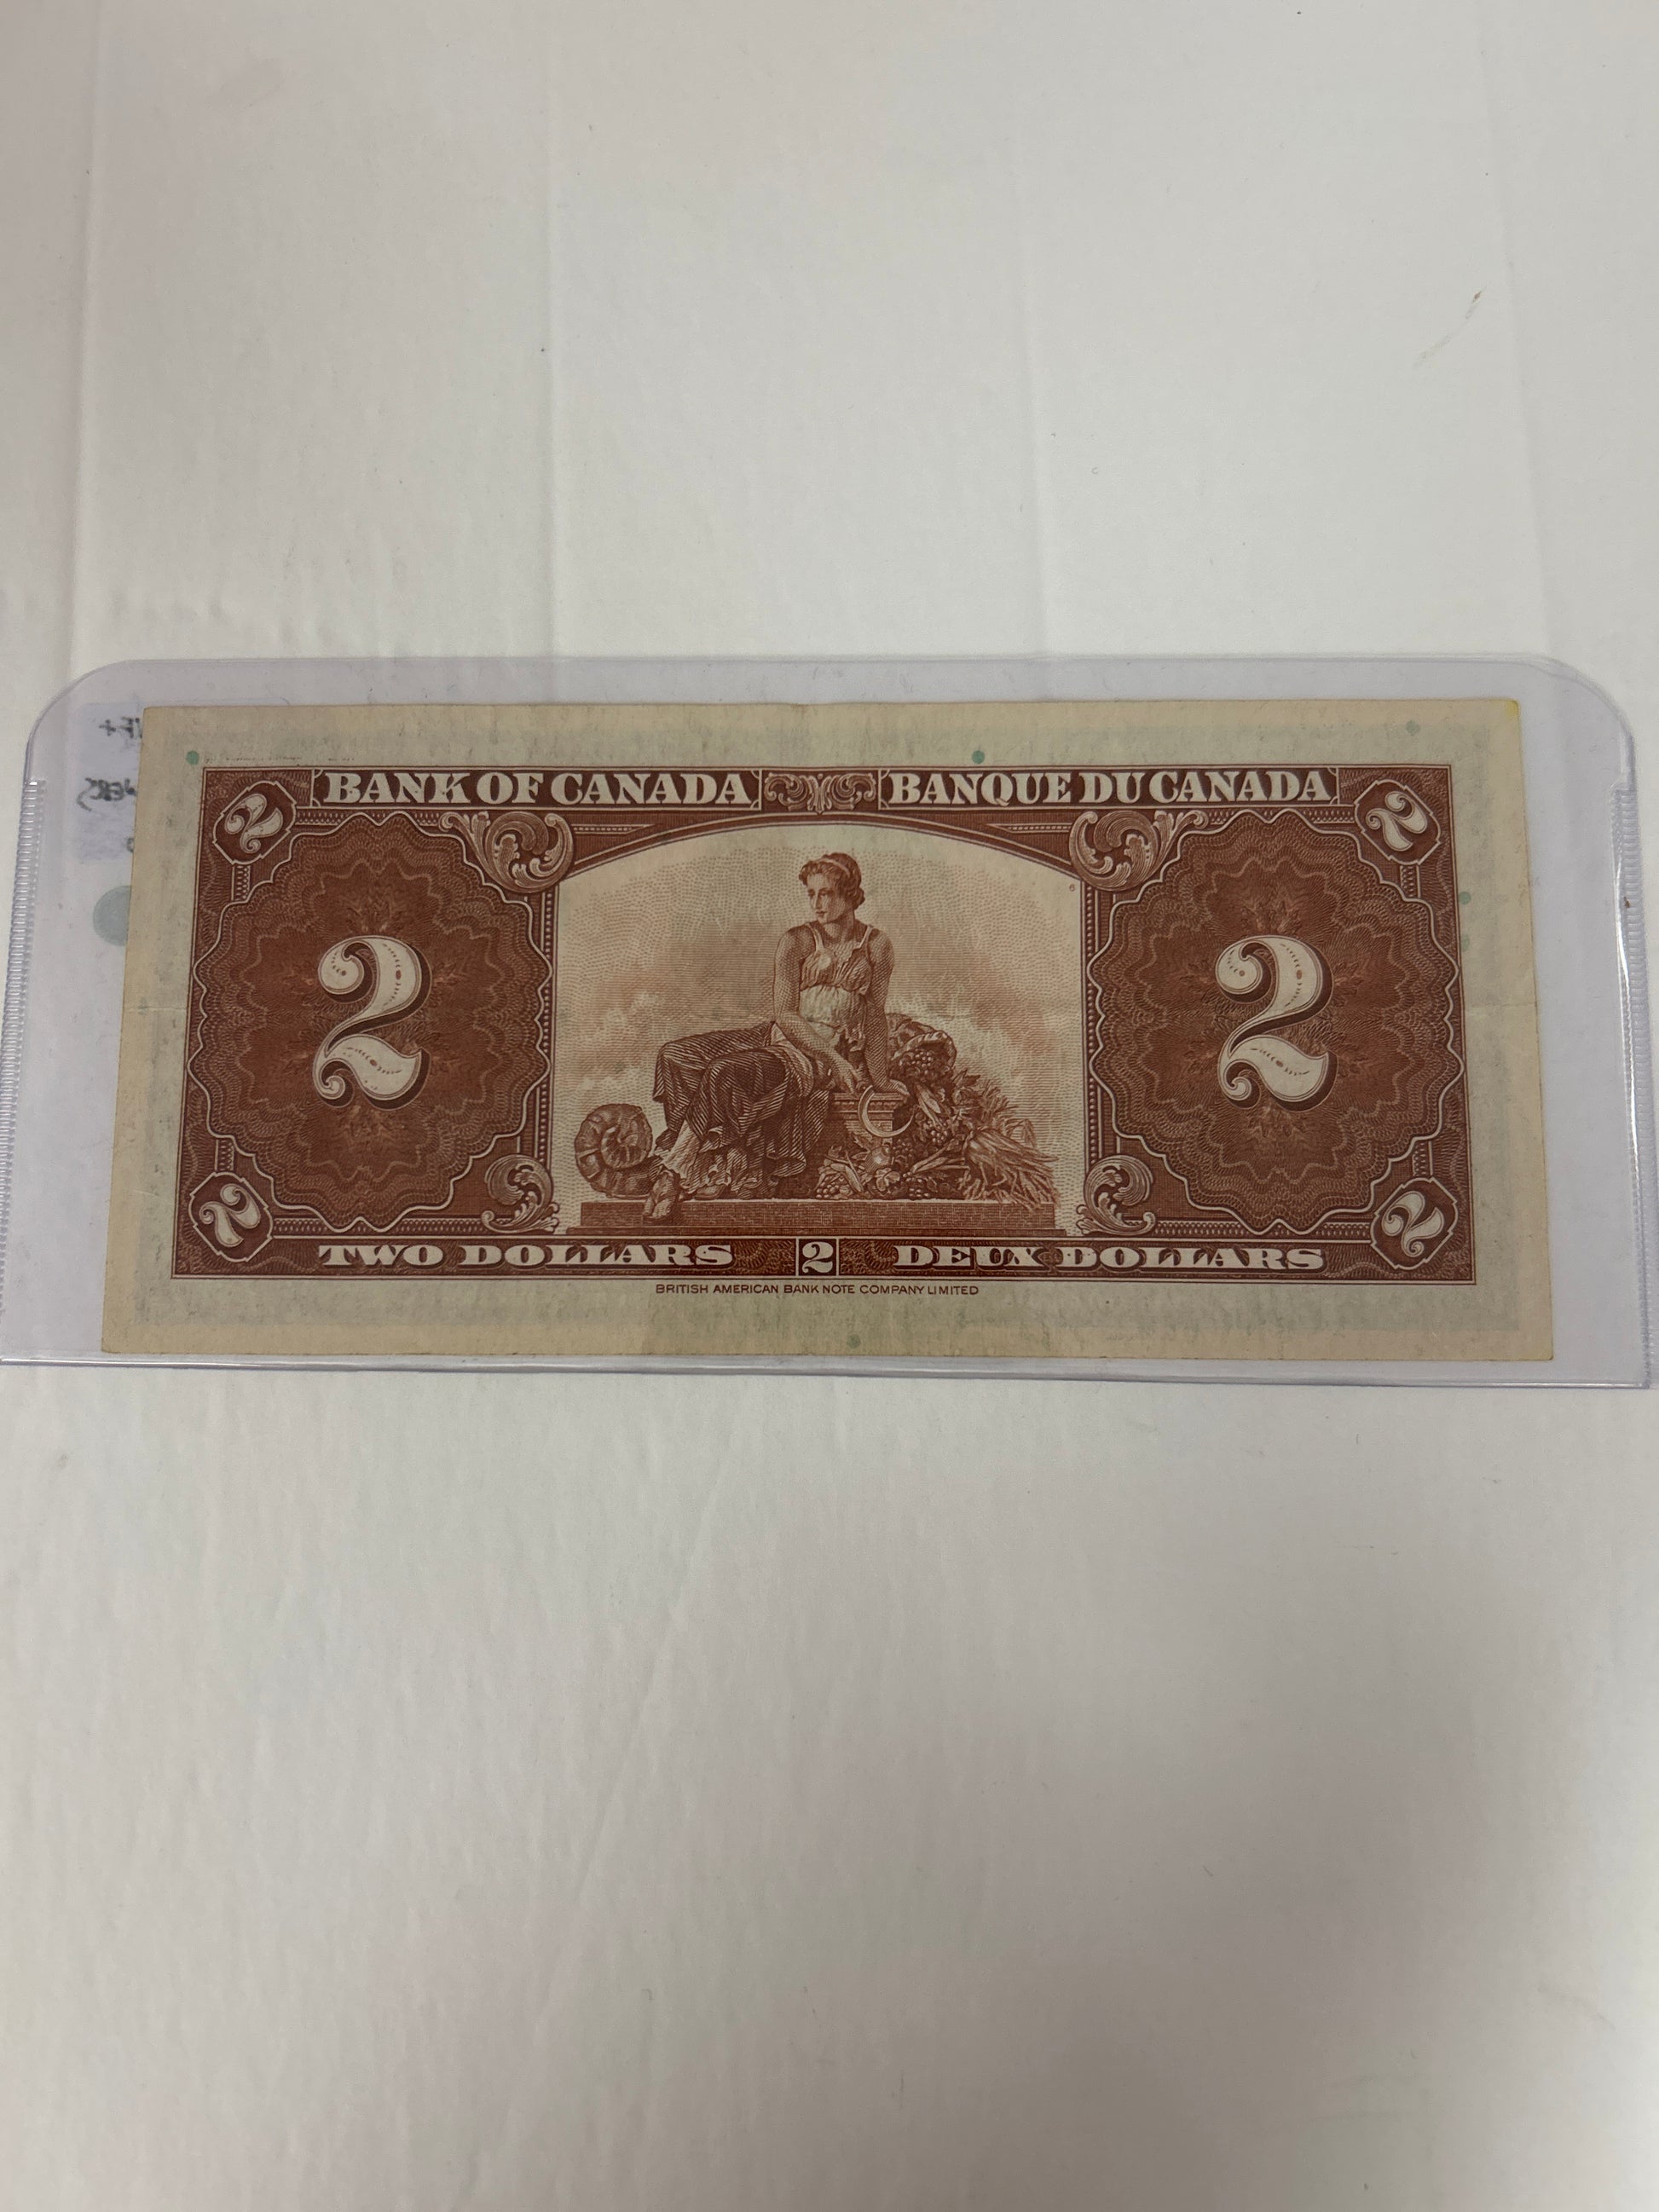 BANK OF CANADA BANQUE DU CANADA
2 2
2 2
2 2
TWO DOLLARS 2 DEUX DOLLARS
BRITISH AMERICAN BANK NOTE COMPANY LIMITED